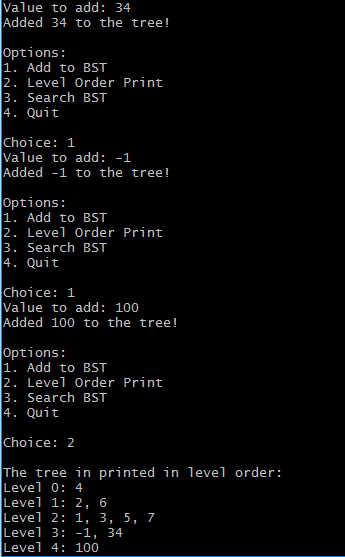 Value to add: 34
Added 34 to the tree!
Options:
1. Add to BST
2. Level Order Print
3. Search BST
4. Quit
Choice: 1
Value to add: -1
Added -1 to the tree!
Options:
1. Add to BST
2. Level Order Print
3. Search BST
4. Quit
Choice: 1
Value to add: 100
Added 100 to the tree!
Options:
1. Add to BST
2. Level Order Print
3. Search BST
4. Quit
Choice: 2
The tree in printed in level order:
Level 0: 4
Level 1: 2, 6
Level 2: 1, 3, 5, 7
Level 3: -1, 34
Level 4: 100